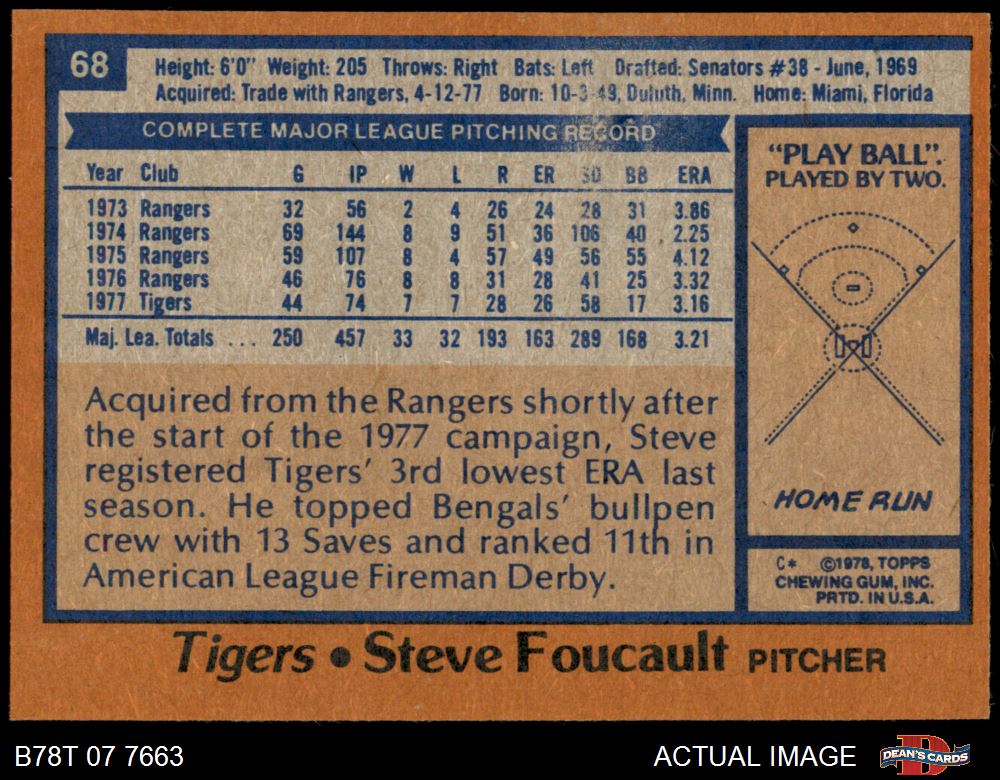 68
Height: 6'0" Weight: 205 Throws: Right Bats: Left Drafted: Senators #38 - June, 1969
Acquired: Trade with Rangers, 4-12-77 Born: 10-3-49, Duluth, Minn. Home: Miami, Florida
COMPLETE MAJOR LEAGUE PITCHING RECORD
Year Club G IP W L R ER SO BB ERA
1973 Rangers 32 56 2 4 26 24 28 31 3.86
1974 Rangers 69 144 8 9 51 36 106 40 2.25
1975 Rangers 59 107 8 4 57 49 56 55 4.12
1976 Rangers 46 76 8 8 31 28 41 25 3.32
1977 Tigers 44 74 7 7 28 26 58 17 3.16
Maj. Lea. Totals ... 250 457 33 32 193 163 289 168 3.21
Acquired from the Rangers shortly after
the start of the 1977 campaign, Steve
registered Tigers' 3rd lowest ERA last
season. He topped Bengals' bullpen
crew with 13 Saves and ranked 11th in
American League Fireman Derby.
"PLAY BALL".
PLAYED BY TWO.
HOME RUN
C* ©1978, TOPPS
CHEWING GUM, INC.
PRTD. IN U.S.A.
Tigers • Steve Foucault PITCHER
B78T 07 7663
ACTUAL IMAGE
DEAN'S CARDS